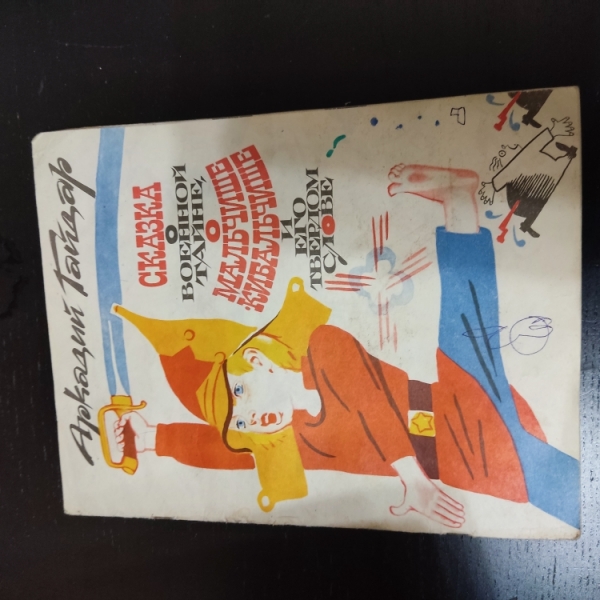 Аркадий Гайдар
СКАЗКА
О
ВОЕННОЙ
ТАЙНЕ,
О
МАЛЬЧИШЕ
-КИБАЛЬЧИШЕ
И
ЕГО
ТВЕРДОМ
СЛОВЕ